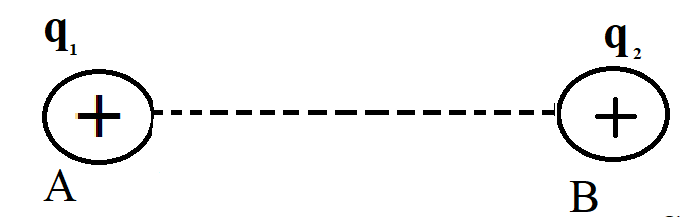 q₁ q₂
+ +
A B